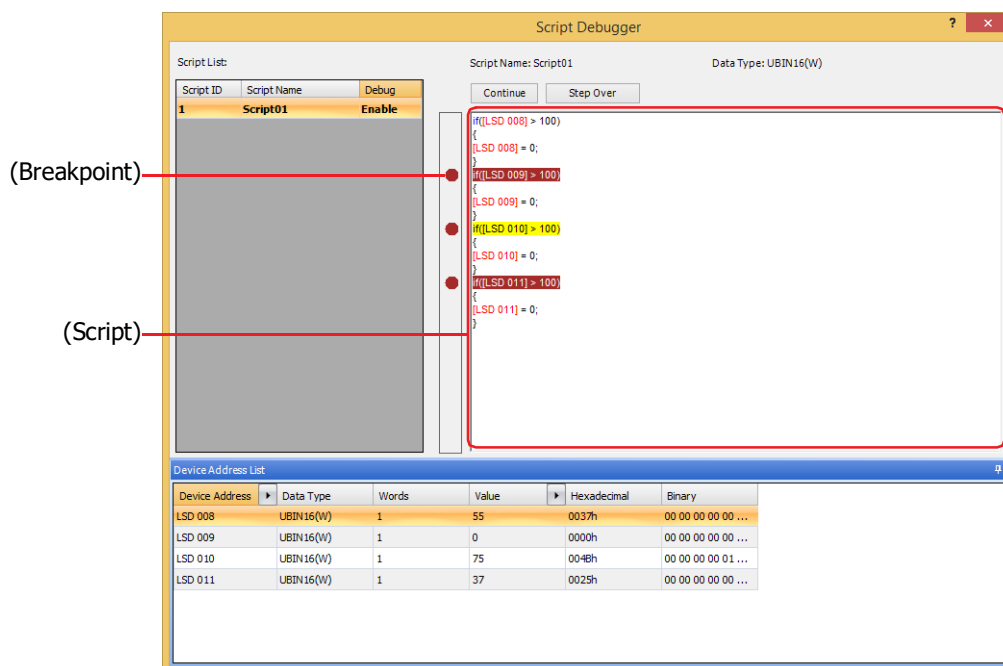 Script Debugger
? ×
Script List:
Script Name: Script01
Data Type: UBIN16(W)
Script ID Script Name Debug
1 Script01 Enable
Continue Step Over
(Breakpoint)
(Script)
if([LSD 008] > 100)
{
[LSD 008] = 0;
}
if([LSD 009] > 100)
{
[LSD 009] = 0;
}
if([LSD 010] > 100)
{
[LSD 010] = 0;
}
if([LSD 011] > 100)
{
[LSD 011] = 0;
}
Device Address List
Device Address Data Type Words Value Hexadecimal Binary
LSD 008 UBIN16(W) 1 55 0037h 00 00 00 00 00 ...
LSD 009 UBIN16(W) 1 0 0000h 00 00 00 00 00 ...
LSD 010 UBIN16(W) 1 75 004Bh 00 00 00 00 01 ...
LSD 011 UBIN16(W) 1 37 0025h 00 00 00 00 00 ...